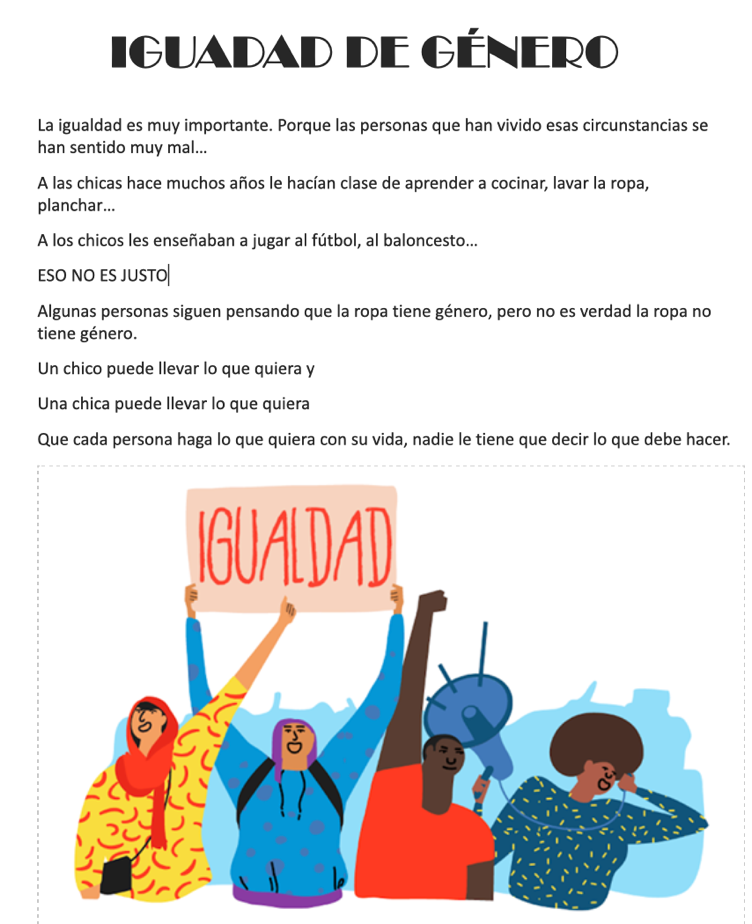 IGUADAD DE GÉNERO
La igualdad es muy importante. Porque las personas que han vivido esas circunstancias se
han sentido muy mal...
A las chicas hace muchos años le hacían clase de aprender a cocinar, lavar la ropa,
planchar...
A los chicos les enseñaban a jugar al fútbol, al baloncesto...
ESO NO ES JUSTO
Algunas personas siguen pensando que la ropa tiene género, pero no es verdad la ropa no
tiene género.
Un chico puede llevar lo que quiera y
Una chica puede llevar lo que quiera
Que cada persona haga lo que quiera con su vida, nadie le tiene que decir lo que debe hacer.
IGUALDAD